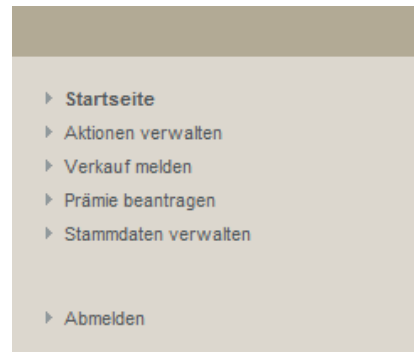 Startseite
Aktionen verwalten
Verkauf melden
Prämie beantragen
Stammdaten verwalten
Abmelden